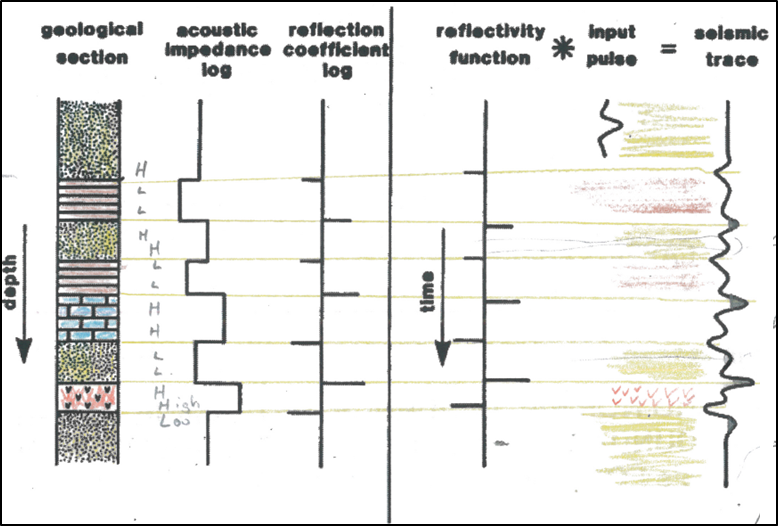 geological
section
acoustic
impedance
log
reflection
coefficient
log
reflectivity
function
*
input
pulse
=
seismic
trace
depth
H
L
L
H
H
L
L
H
H
L
L
H
High
Low
time